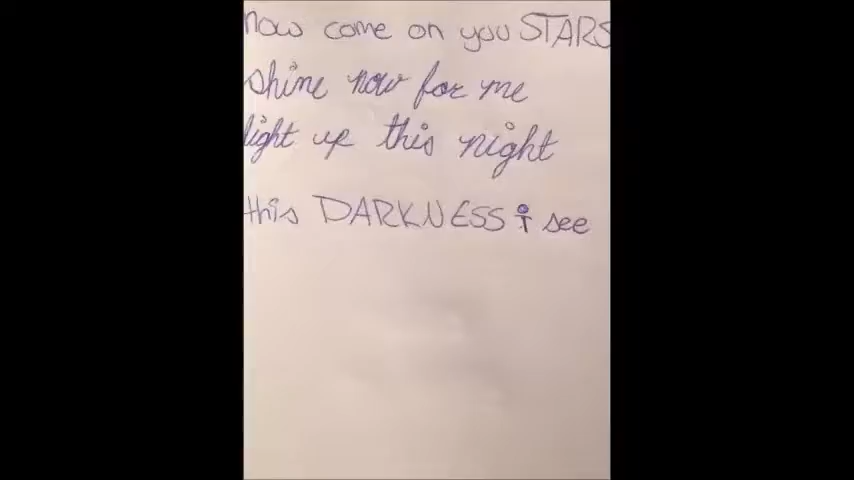 now come on you STARS
shine now for me
light up this night
this DARKNESS i see